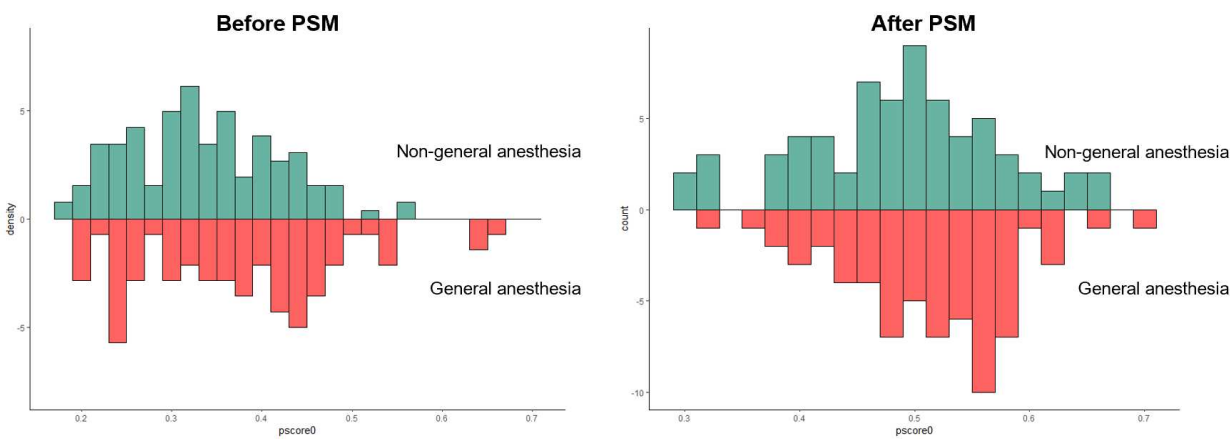 Before PSM
5
0
-5
density
Non-general anesthesia
General anesthesia
0.2
0.3
0.4
0.5
0.6
0.7
pscore0
After PSM
5
0
-5
-10
count
Non-general anesthesia
General anesthesia
0.3
0.4
0.5
0.6
0.7
pscore0